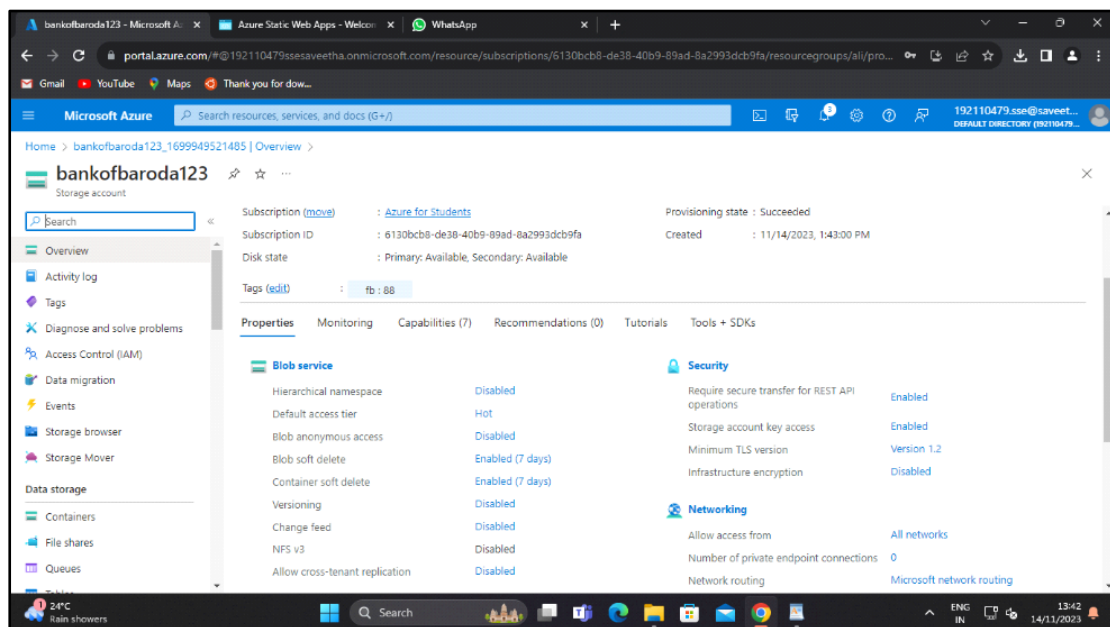 bankofbaroda123 - Microsoft A:
Azure Static Web Apps - Welcon
WhatsApp
portal.azure.com/#@192110479ssesaveetha.onmicrosoft.com/resource/subscriptions/6130bcb8-de38-40b9-89ad-8a2993dcb9fa/resourcegroups/ali/pro...
Gmail YouTube Maps Thank you for dow...
Microsoft Azure
Search resources, services, and docs (G+/)
3
192110479.sse@saveet...
DEFAULT DIRECTORY (192110479...
Home > bankofbaroda123_1699949521485 | Overview >
bankofbaroda123
Storage account
Search
Overview
Activity log
Tags
Diagnose and solve problems
Access Control (IAM)
Data migration
Events
Storage browser
Storage Mover
Data storage
Containers
File shares
Queues
Tables
Subscription (move) : Azure for Students
Subscription ID : 6130bcb8-de38-40b9-89ad-8a2993dcb9fa
Disk state : Primary: Available, Secondary: Available
Provisioning state : Succeeded
Created : 11/14/2023, 1:43:00 PM
Tags (edit) : fb : 88
Properties Monitoring Capabilities (7) Recommendations (0) Tutorials Tools + SDKs
Blob service
Hierarchical namespace Disabled
Default access tier Hot
Blob anonymous access Disabled
Blob soft delete Enabled (7 days)
Container soft delete Enabled (7 days)
Versioning Disabled
Change feed Disabled
NFS v3 Disabled
Allow cross-tenant replication Disabled
Security
Require secure transfer for REST API
operations Enabled
Storage account key access Enabled
Minimum TLS version Version 1.2
Infrastructure encryption Disabled
Networking
Allow access from All networks
Number of private endpoint connections 0
Network routing Microsoft network routing
1
24°C
Rain showers
Search
ENG
IN
13:42
14/11/2023